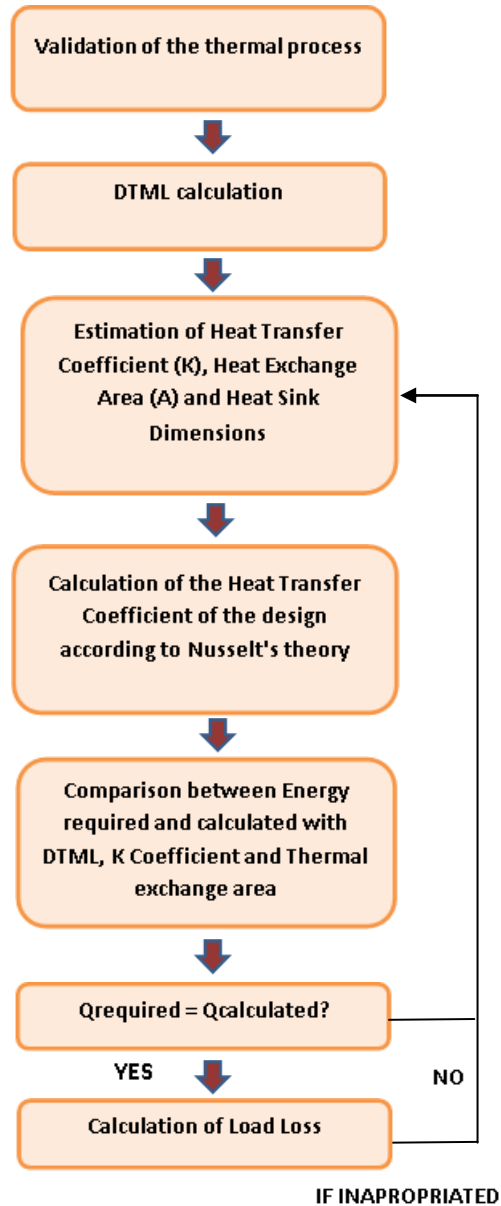 Validation of the thermal process
DTML calculation
Estimation of Heat Transfer
Coefficient (K), Heat Exchange
Area (A) and Heat Sink
Dimensions
Calculation of the Heat Transfer
Coefficient of the design
according to Nusselt's theory
Comparison between Energy
required and calculated with
DTML, K Coefficient and Thermal
exchange area
Qrequired = Qcalculated?
YES
NO
Calculation of Load Loss
IF INAPROPRIATED